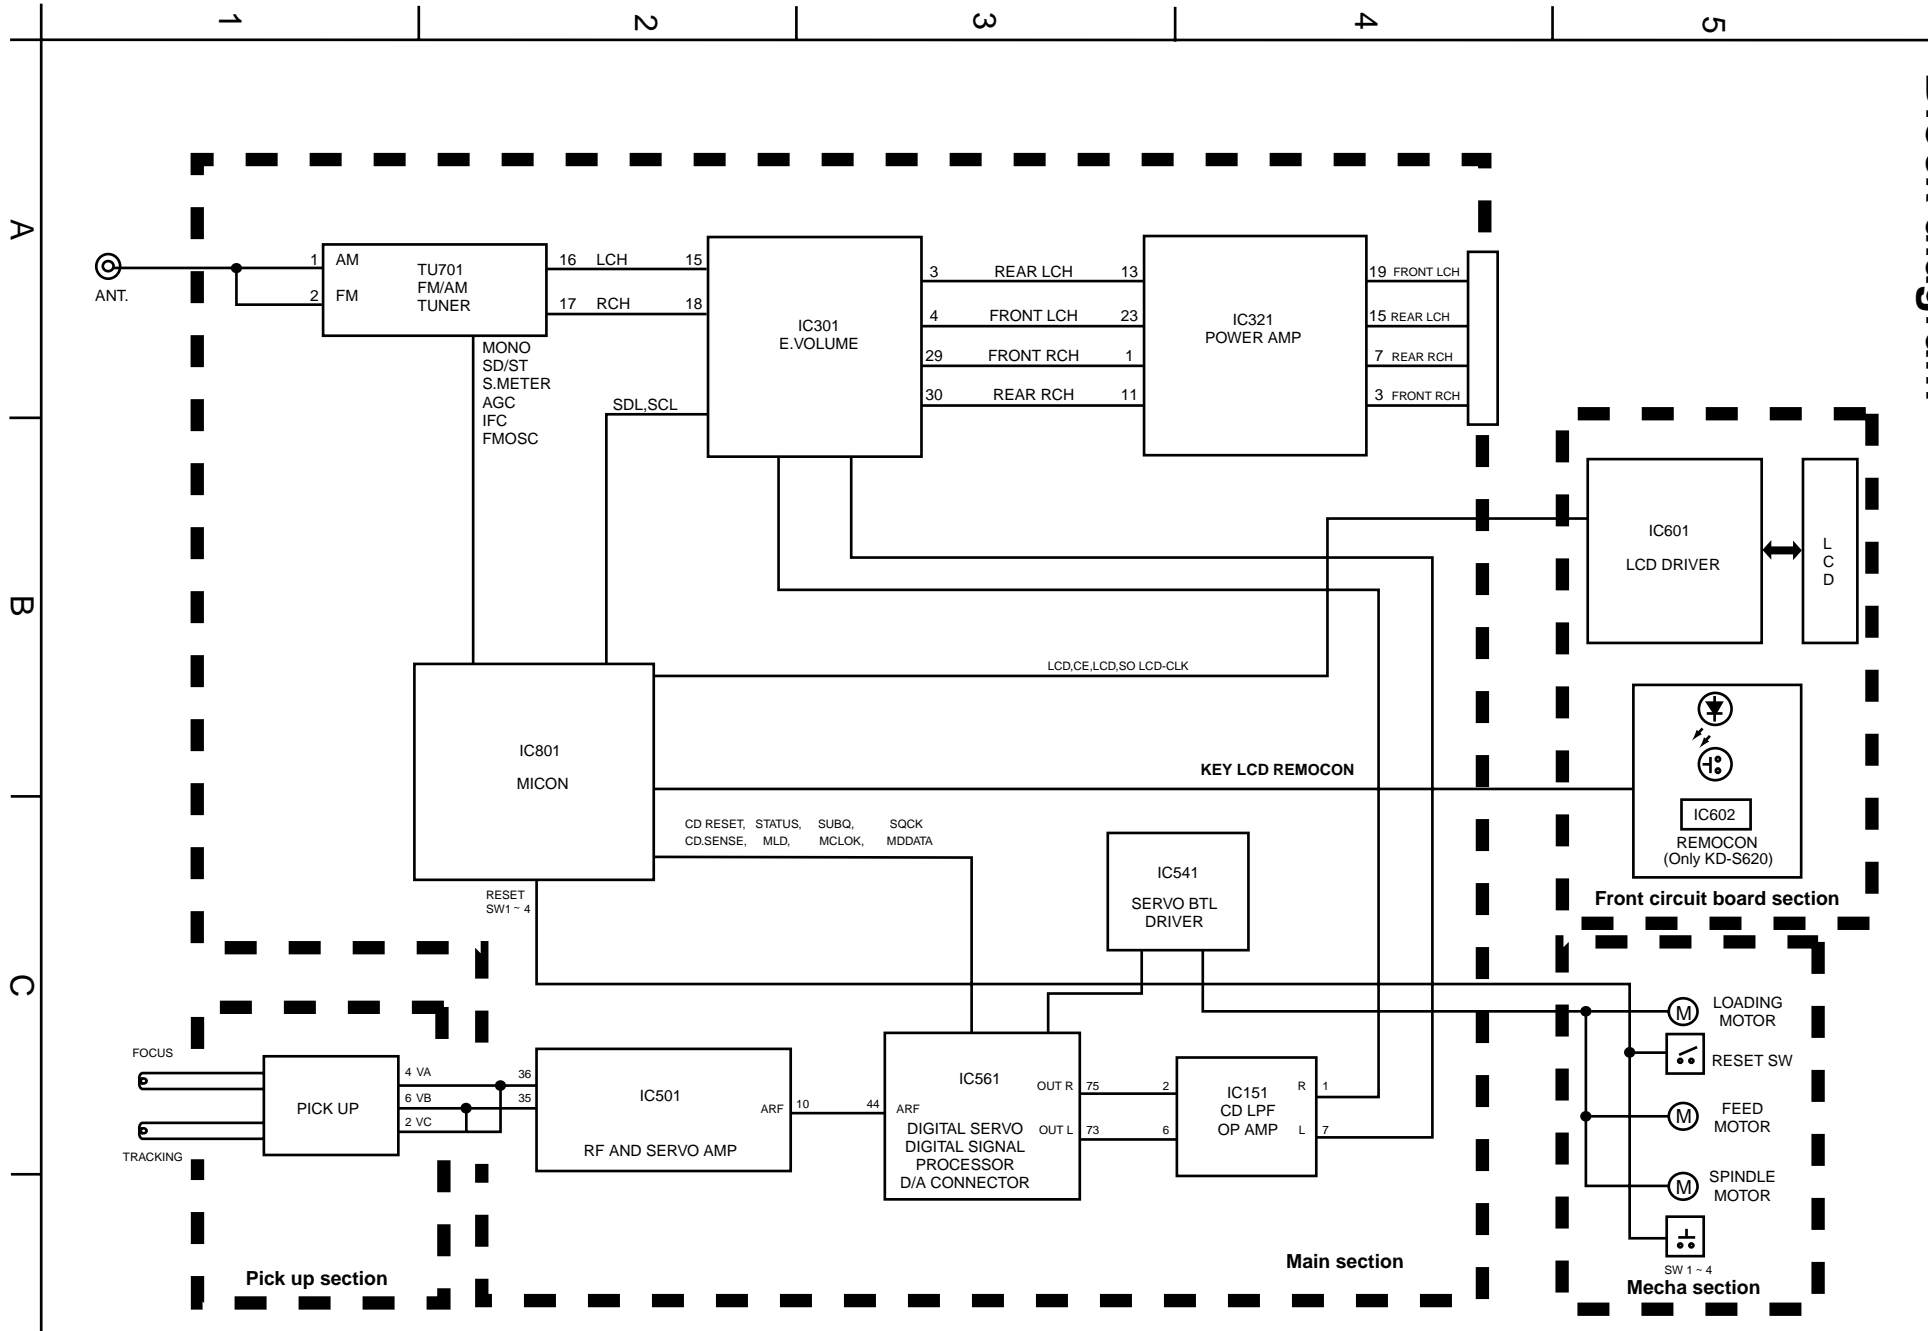 1 2 3 4 5
A
B
C
ANT.
1 AM
2 FM
TU701
FM/AM
TUNER
16 LCH 15
17 RCH 18
MONO
SD/ST
S.METER
AGC
IFC
FMOSC
SDL,SCL
IC301
E.VOLUME
3 REAR LCH 13
4 FRONT LCH 23
29 FRONT RCH 1
30 REAR RCH 11
IC321
POWER AMP
19 FRONT LCH
15 REAR LCH
7 REAR RCH
3 FRONT RCH
IC601
LCD DRIVER
L
C
D
LCD,CE,LCD,SO LCD-CLK
IC801
MICON
KEY LCD REMOCON
IC602
REMOCON
(Only KD-S620)
Front circuit board section
CD RESET, STATUS, SUBQ, SQCK
CD.SENSE, MLD, MCLOK, MDDATA
RESET
SW1 ~ 4
IC541
SERVO BTL
DRIVER
FOCUS
TRACKING
PICK UP
4 VA
6 VB
2 VC
36
35
IC501
RF AND SERVO AMP
ARF 10 44 ARF
IC561
DIGITAL SERVO
DIGITAL SIGNAL
PROCESSOR
D/A CONNECTOR
OUT R 75 2
OUT L 73 6
IC151
CD LPF
OP AMP
R 1
L 7
M LOADING
MOTOR
RESET SW
M FEED
MOTOR
M SPINDLE
MOTOR
SW 1 ~ 4
Mecha section
Main section
Pick up section